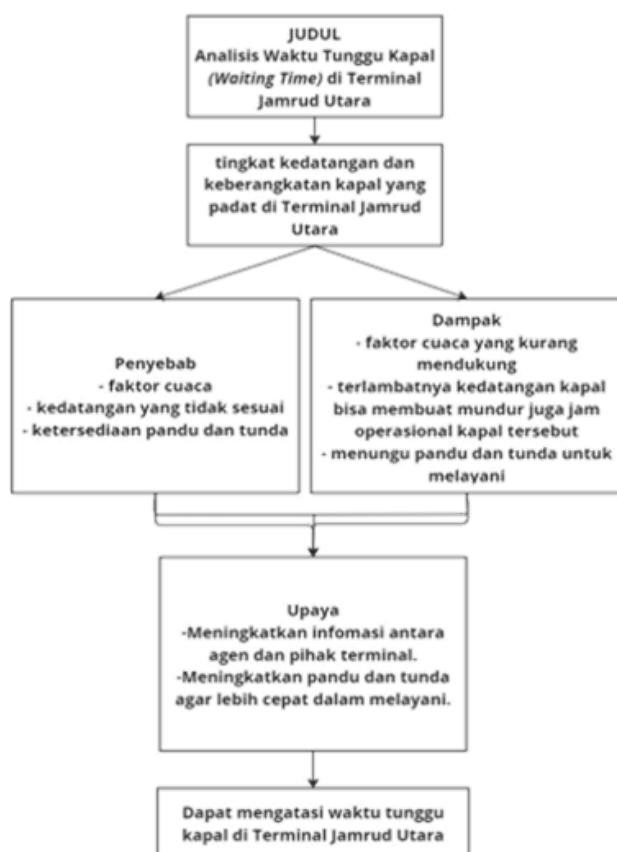 JUDUL
Analisis Waktu Tunggu Kapal
(Waiting Time) di Terminal
Jamrud Utara
tingkat kedatangan dan
keberangkatan kapal yang
padat di Terminal Jamrud
Utara
Penyebab
- faktor cuaca
- kedatangan yang tidak sesuai
- ketersediaan pandu dan tunda
Dampak
- faktor cuaca yang kurang
mendukung
- terlambatnya kedatangan kapal
bisa membuat mundur juga jam
operasional kapal tersebut
- menungu pandu dan tunda untuk
melayani
Upaya
-Meningkatkan infomasi antara
agen dan pihak terminal.
-Meningkatkan pandu dan tunda
agar lebih cepat dalam melayani.
Dapat mengatasi waktu tunggu
kapal di Terminal Jamrud Utara